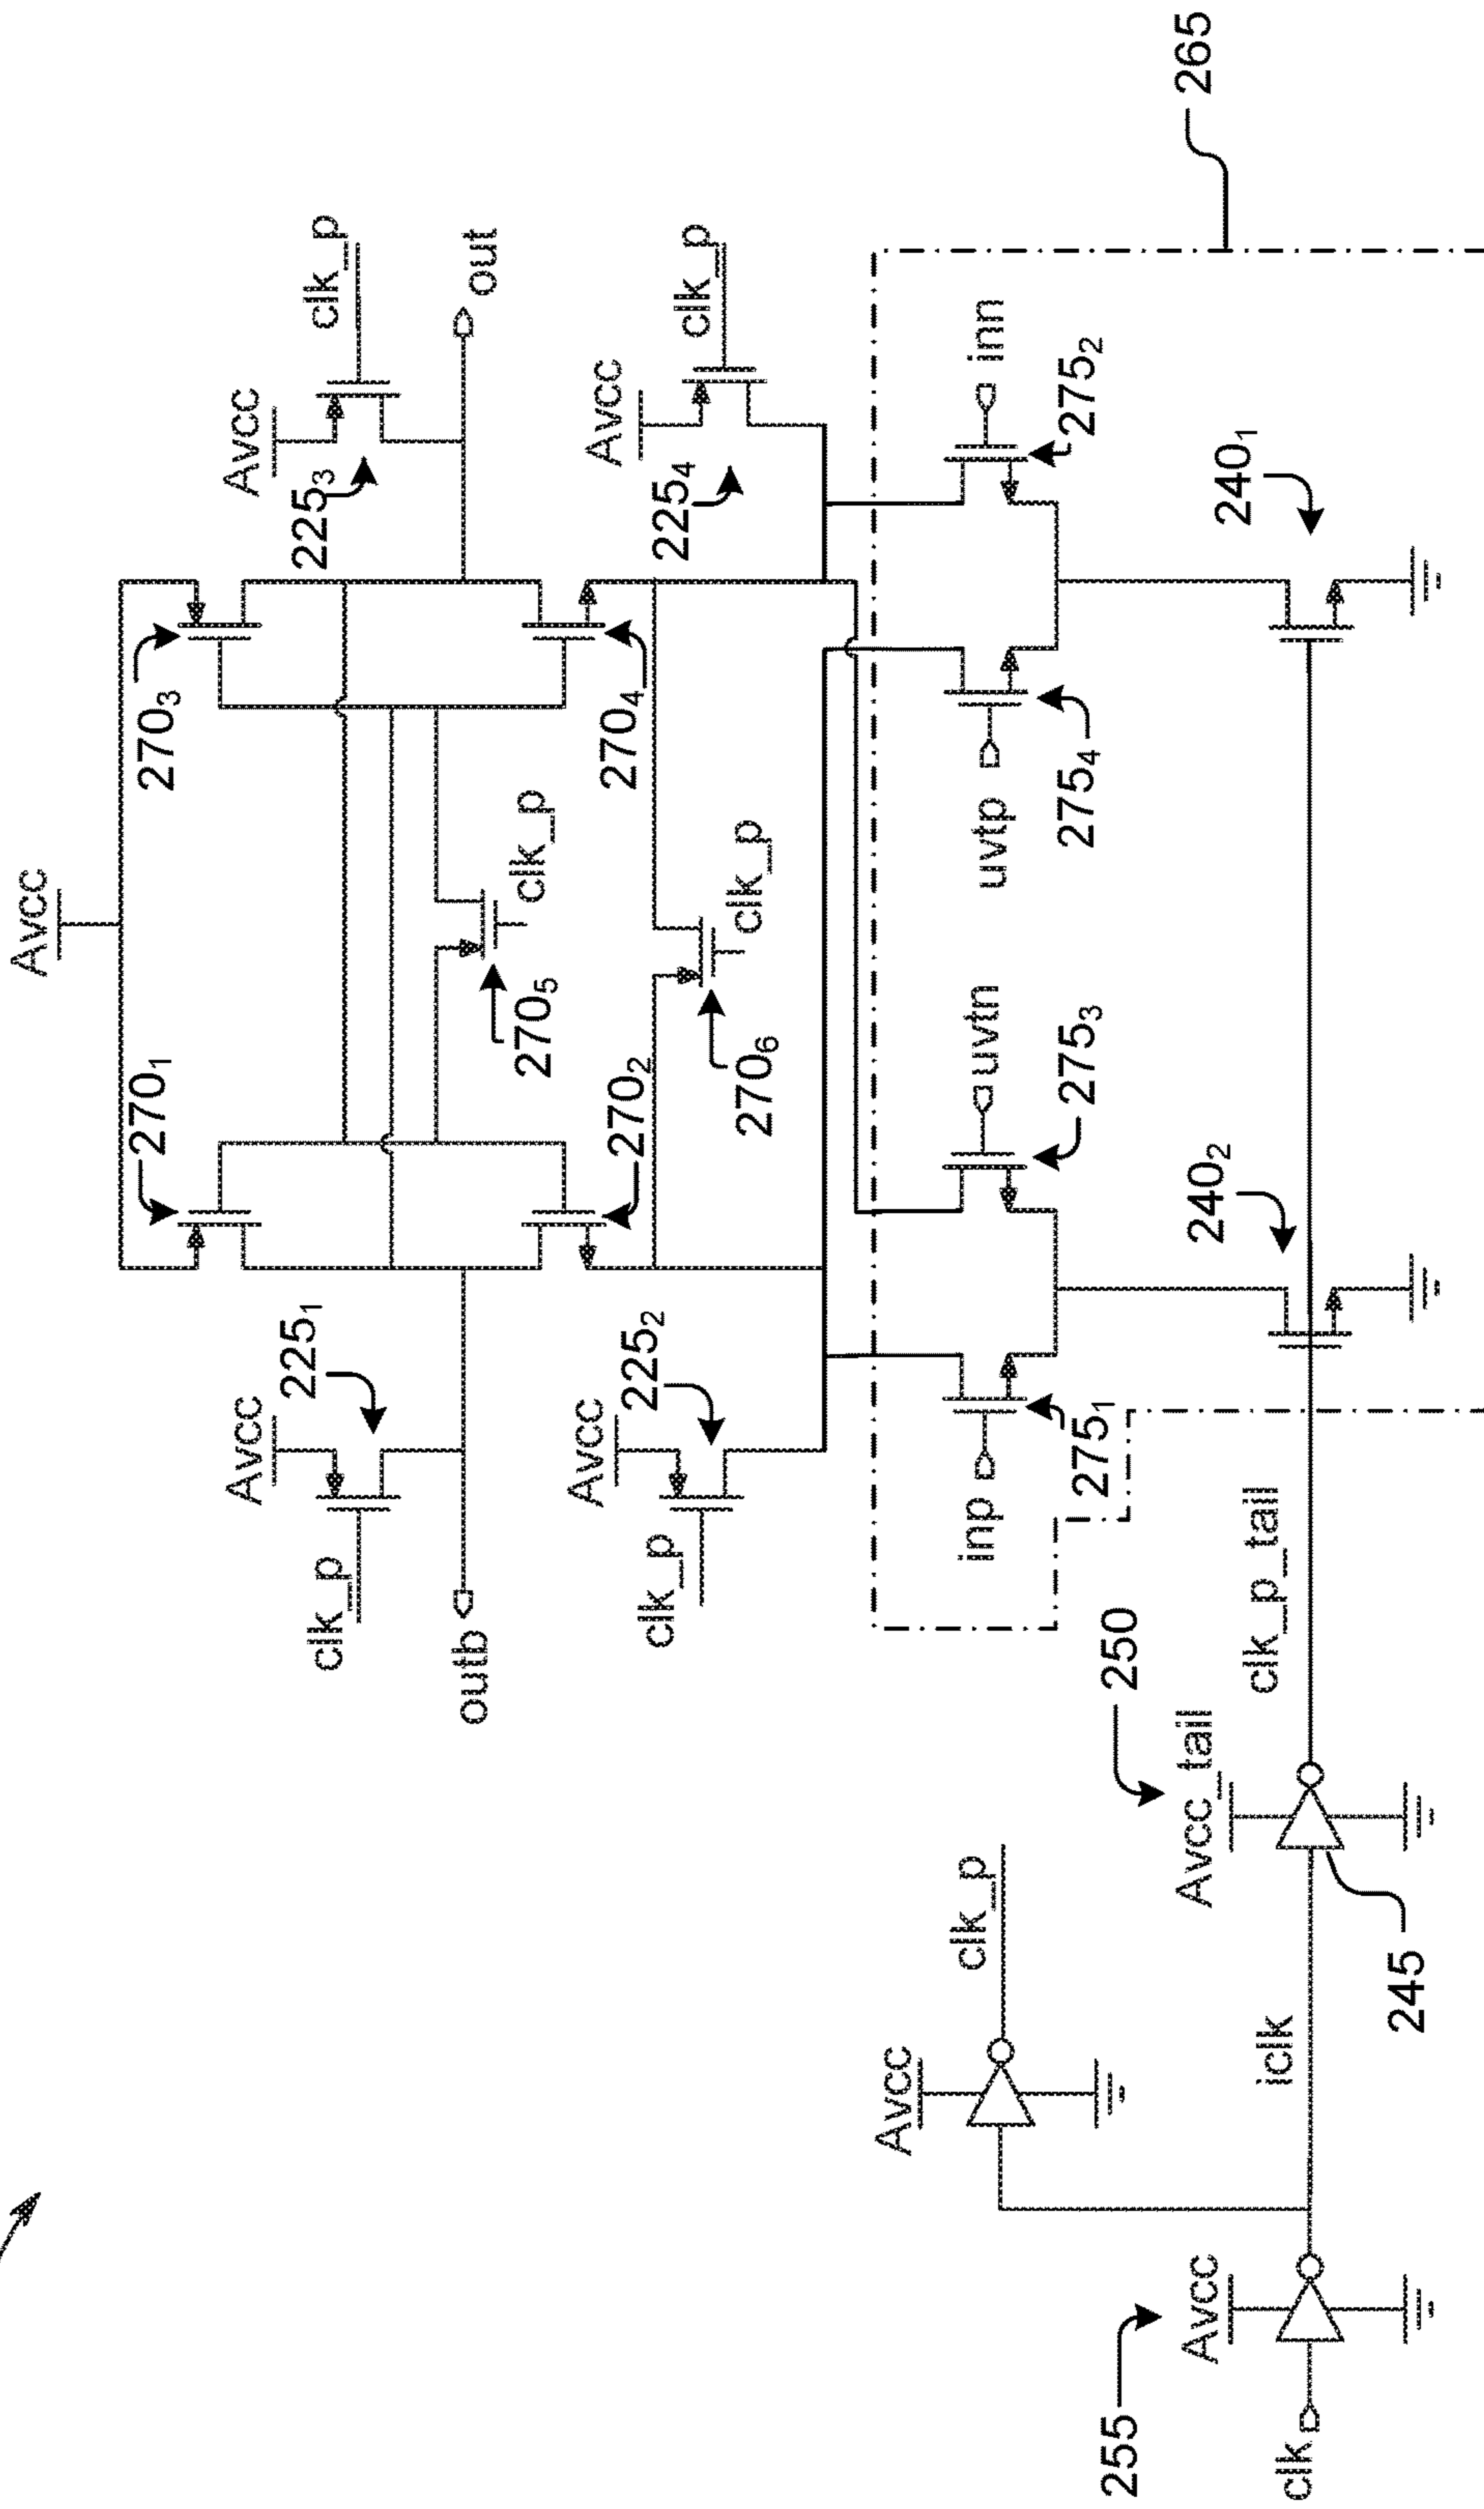 Avcc
270₁
270₃
Avcc
225₁
clk_p
Avcc
225₃
clk_p
outb
out
270₅
clk_p
270₂
270₄
Avcc
225₂
clk_p
Avcc
225₄
clk_p
270₆
clk_p
inp
275₁
uvtn
275₃
uvtp
275₄
inn
275₂
265
240₂
240₁
255
Avcc
clk
iclk
Avcc
clk_p
245
250
Avcc_tail
clk_p_tail